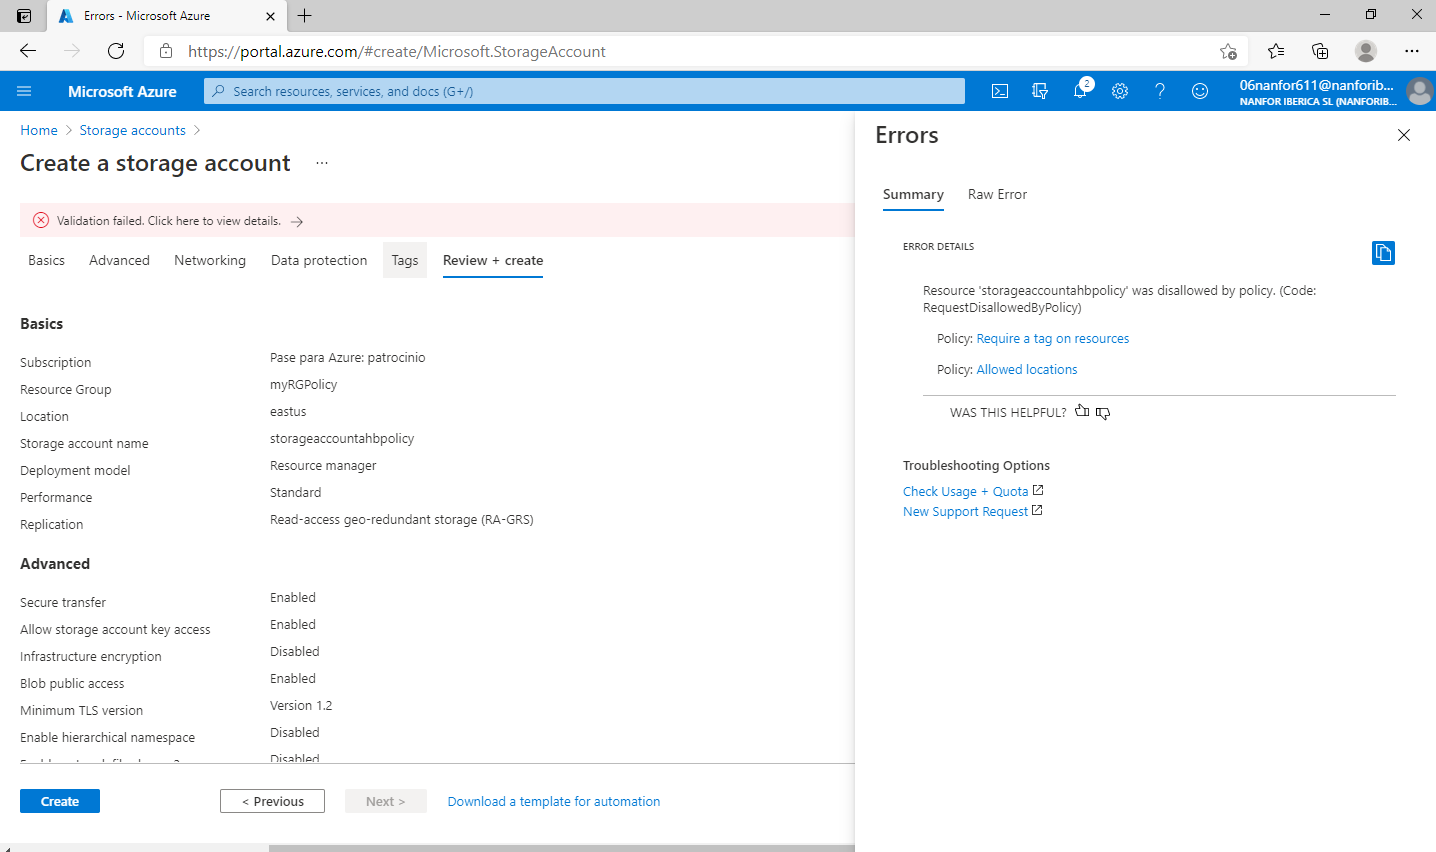 Errors - Microsoft Azure
https://portal.azure.com/#create/Microsoft.StorageAccount
Microsoft Azure
Search resources, services, and docs (G+/)
2
06nanfor611@nanforib...
NANFOR IBERICA SL (NANFORIB...
Home > Storage accounts >
Create a storage account ...
Validation failed. Click here to view details. →
Basics
Advanced
Networking
Data protection
Tags
Review + create
Basics
Subscription Pase para Azure: patrocinio
Resource Group myRGPolicy
Location eastus
Storage account name storageaccountahbpolicy
Deployment model Resource manager
Performance Standard
Replication Read-access geo-redundant storage (RA-GRS)
Advanced
Secure transfer Enabled
Allow storage account key access Enabled
Infrastructure encryption Disabled
Blob public access Enabled
Minimum TLS version Version 1.2
Enable hierarchical namespace Disabled
Disabled
Create
< Previous
Next >
Download a template for automation
Errors
Summary
Raw Error
ERROR DETAILS
Resource 'storageaccountahbpolicy' was disallowed by policy. (Code:
RequestDisallowedByPolicy)
Policy: Require a tag on resources
Policy: Allowed locations
WAS THIS HELPFUL?
Troubleshooting Options
Check Usage + Quota
New Support Request